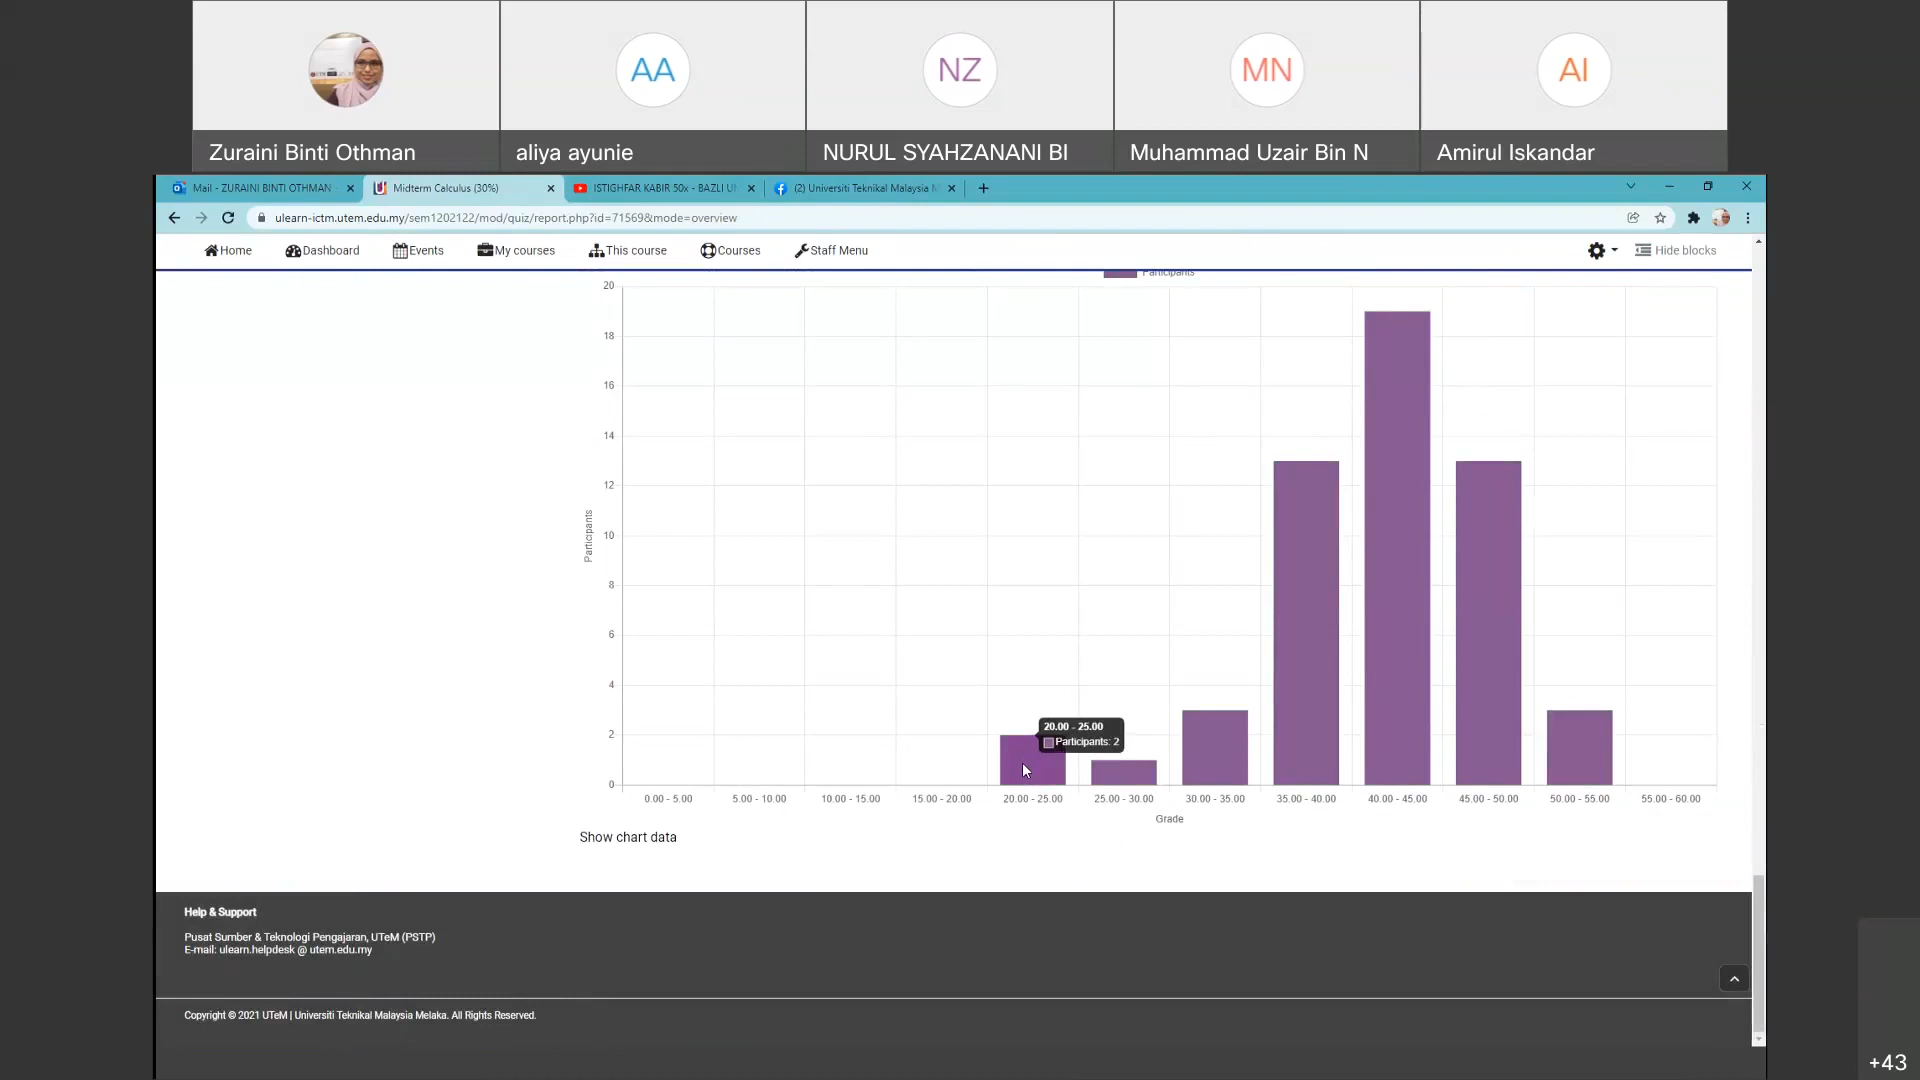 AA
NZ
MN
AI
Zuraini Binti Othman
aliya ayunie
NURUL SYAHZANANI BI
Muhammad Uzair Bin N
Amirul Iskandar
Mail - ZURAINI BINTI OTHMAN
Midterm Calculus (30%)
ISTIGHFAR KABIR 50x - BAZLI U
(2) Universiti Teknikal Malaysia
ulearn-ictm.utem.edu.my/sem1202122/mod/quiz/report.php?id=71569&mode=overview
Home
Dashboard
Events
My courses
This course
Courses
Staff Menu
Hide blocks
Participants
20
18
16
14
12
10
8
6
4
2
0
Participants
20.00 - 25.00
Participants: 2
0.00 - 5.00
5.00 - 10.00
10.00 - 15.00
15.00 - 20.00
20.00 - 25.00
25.00 - 30.00
30.00 - 35.00
35.00 - 40.00
40.00 - 45.00
45.00 - 50.00
50.00 - 55.00
55.00 - 60.00
Grade
Show chart data
Help & Support
Pusat Sumber & Teknologi Pengajaran, UTeM (PSTP)
E-mail: ulearn.helpdesk @ utem.edu.my
Copyright © 2021 UTeM | Universiti Teknikal Malaysia Melaka. All Rights Reserved.
+43